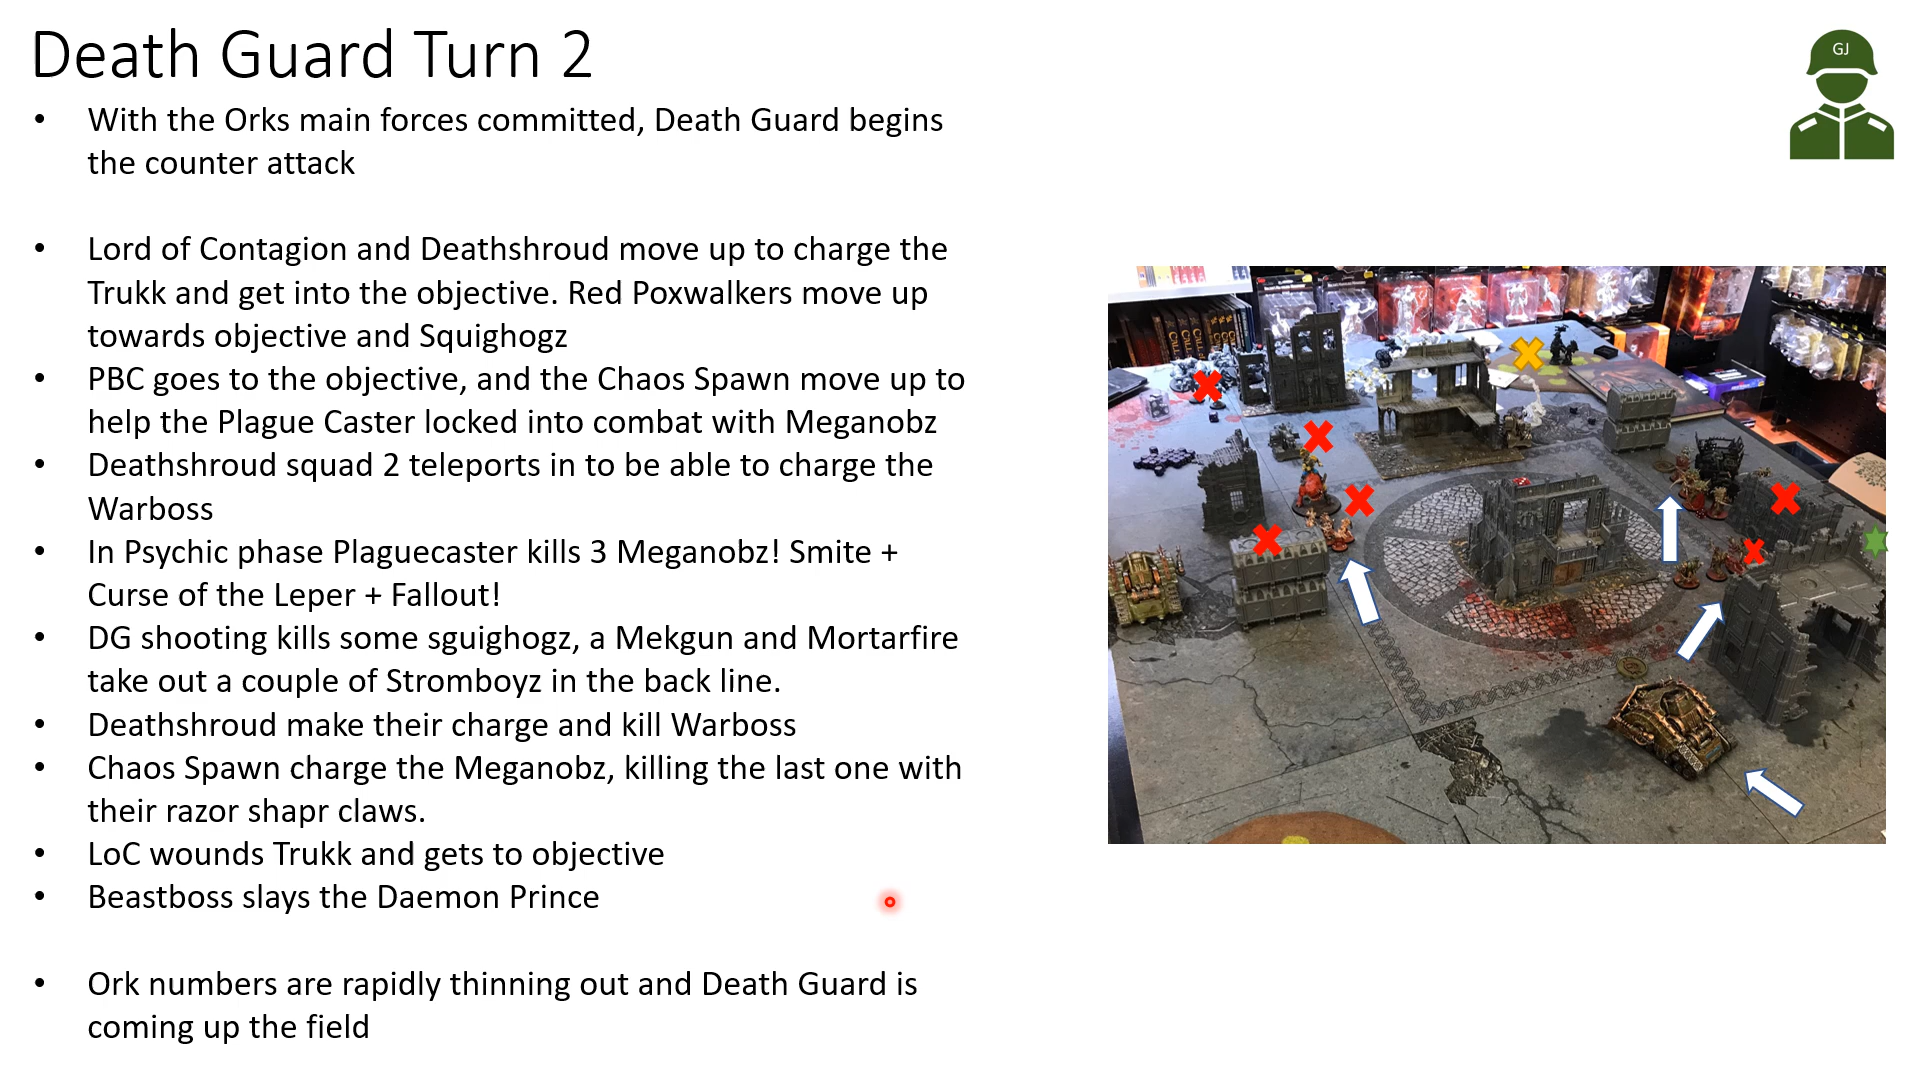 Death Guard Turn 2
GJ
• With the Orks main forces committed, Death Guard begins
the counter attack
• Lord of Contagion and Deathshroud move up to charge the
Trukk and get into the objective. Red Poxwalkers move up
towards objective and Squighogz
• PBC goes to the objective, and the Chaos Spawn move up to
help the Plague Caster locked into combat with Meganobz
• Deathshroud squad 2 teleports in to be able to charge the
Warboss
• In Psychic phase Plaguecaster kills 3 Meganobz! Smite +
Curse of the Leper + Fallout!
• DG shooting kills some sguighogz, a Mekgun and Mortarfire
take out a couple of Stromboyz in the back line.
• Deathshroud make their charge and kill Warboss
• Chaos Spawn charge the Meganobz, killing the last one with
their razor shapr claws.
• LoC wounds Trukk and gets to objective
• Beastboss slays the Daemon Prince
• Ork numbers are rapidly thinning out and Death Guard is
coming up the field